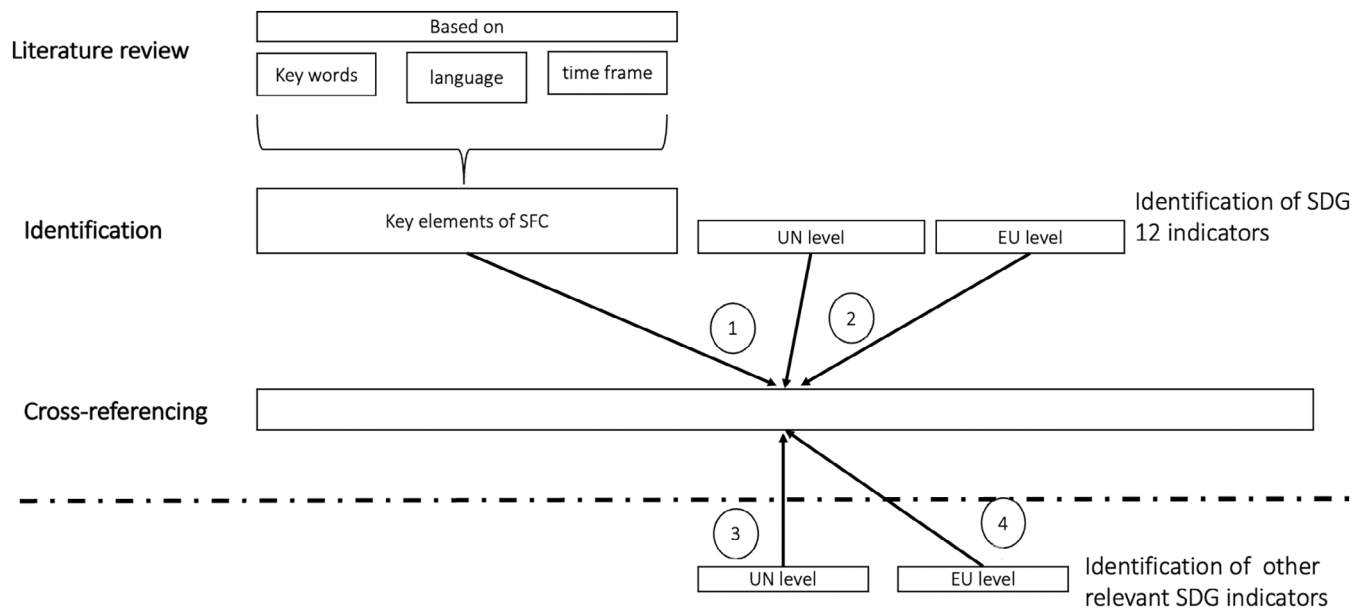 Based on
Literature review
Key words
language
time frame
Identification of SDG
12 indicators
Key elements of SFC
Identification
UN level
EU level
1
2
Cross-referencing
3
4
UN level
EU level
Identification of other
relevant SDG indicators